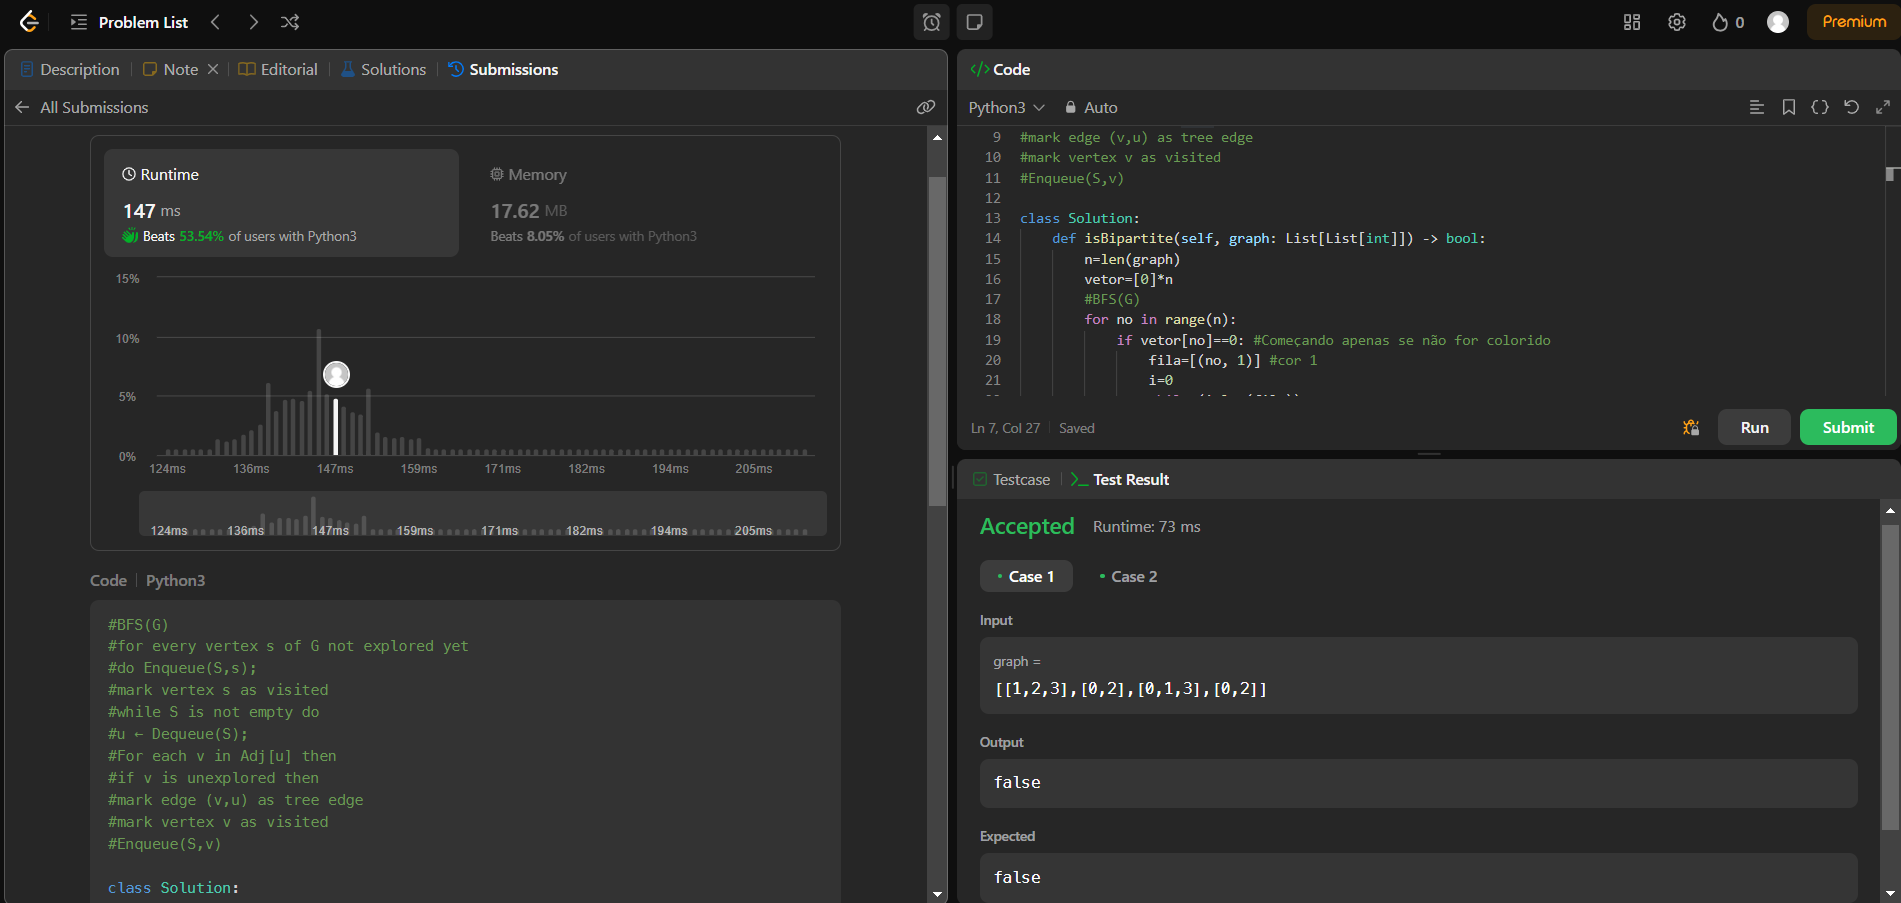 Problem List
0
Premium
Description
Note
Editorial
Solutions
Submissions
All Submissions
Runtime
147 ms
Beats 53.54% of users with Python3
Memory
17.62 MB
Beats 8.05% of users with Python3
15%
10%
5%
0%
124ms 136ms 147ms 159ms 171ms 182ms 194ms 205ms
124ms 136ms 147ms 159ms 171ms 182ms 194ms 205ms
Code Python3
#BFS(G)
#for every vertex s of G not explored yet
#do Enqueue(S,s);
#mark vertex s as visited
#while S is not empty do
#u ← Dequeue(S);
#For each v in Adj[u] then
#if v is unexplored then
#mark edge (v,u) as tree edge
#mark vertex v as visited
#Enqueue(S,v)
class Solution:
Code
Python3
Auto
9 #mark edge (v,u) as tree edge
10 #mark vertex v as visited
11 #Enqueue(S,v)
12
13 class Solution:
14 def isBipartite(self, graph: List[List[int]]) -> bool:
15 n=len(graph)
16 vetor=[0]*n
17 #BFS(G)
18 for no in range(n):
19 if vetor[no]==0: #Começando apenas se não for colorido
20 fila=[(no, 1)] #cor 1
21 i=0
Ln 7, Col 27 Saved
Run
Submit
Testcase
Test Result
Accepted Runtime: 73 ms
Case 1
Case 2
Input
graph =
[[1,2,3],[0,2],[0,1,3],[0,2]]
Output
false
Expected
false